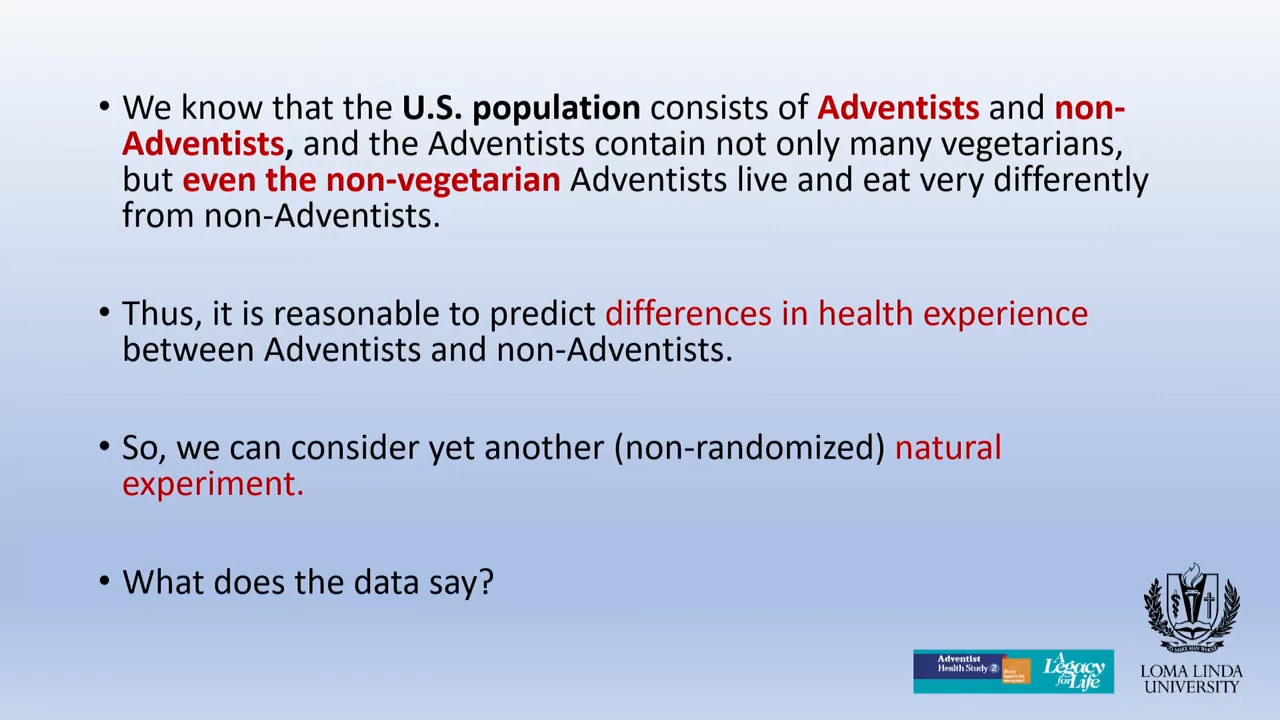 • We know that the U.S. population consists of Adventists and non-
Adventists, and the Adventists contain not only many vegetarians,
but even the non-vegetarian Adventists live and eat very differently
from non-Adventists.
• Thus, it is reasonable to predict differences in health experience
between Adventists and non-Adventists.
• So, we can consider yet another (non-randomized) natural
experiment.
• What does the data say?
Adventist
Health Study 2
A
Legacy
for Life
LOMA LINDA
UNIVERSITY